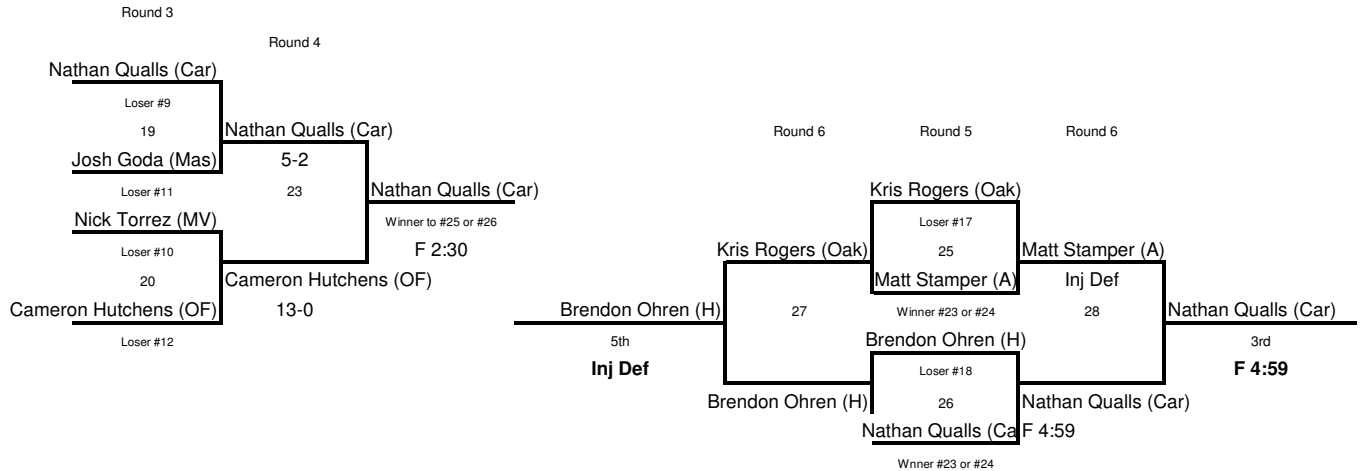 Round 3
Round 4
Nathan Qualls (Car)
Loser #9
19
Nathan Qualls (Car)
Josh Goda (Mas)
5-2
Loser #11
23
Nathan Qualls (Car)
Nick Torrez (MV)
Winner to #25 or #26
Loser #10
F 2:30
20
Cameron Hutchens (OF)
Cameron Hutchens (OF)
13-0
Loser #12
Round 6
Round 5
Round 6
Kris Rogers (Oak)
Loser #17
Kris Rogers (Oak)
25
Matt Stamper (A)
Matt Stamper (A)
Inj Def
Brendon Ohren (H)
27
Winner #23 or #24
28
Nathan Qualls (Car)
5th
Brendon Ohren (H)
3rd
Inj Def
Loser #18
F 4:59
Brendon Ohren (H)
26
Nathan Qualls (Car)
Nathan Qualls (Ca
F 4:59
Wnner #23 or #24